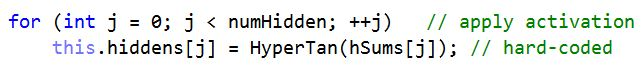 for (int j = 0; j < numHidden; ++j)   // apply activation
    this.hiddens[j] = HyperTan(hSums[j]); // hard-coded